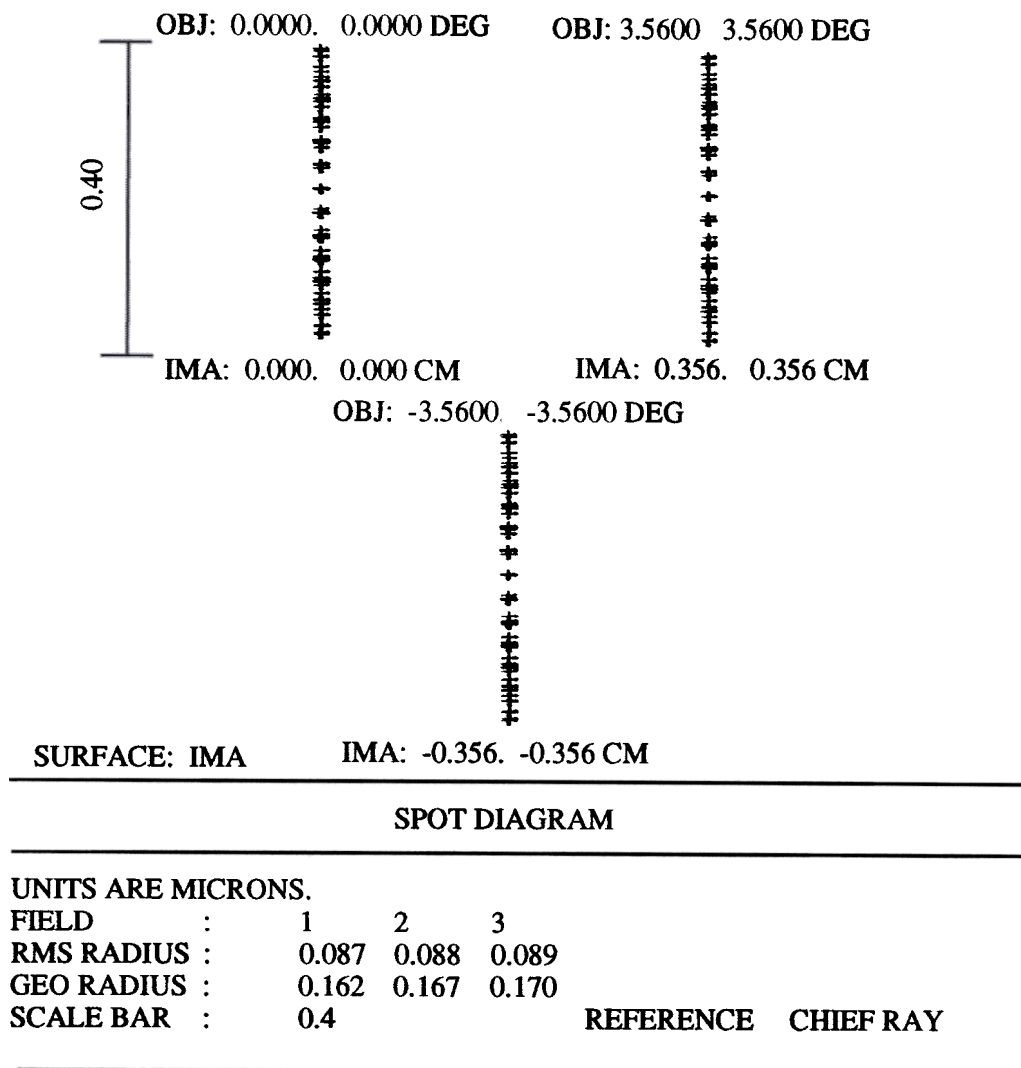 OBJ: 0.0000. 0.0000 DEG
OBJ: 3.5600 3.5600 DEG
0.40
IMA: 0.000. 0.000 CM
IMA: 0.356. 0.356 CM
OBJ: -3.5600. -3.5600 DEG
SURFACE: IMA
IMA: -0.356. -0.356 CM
SPOT DIAGRAM
UNITS ARE MICRONS.
FIELD : 1 2 3
RMS RADIUS : 0.087 0.088 0.089
GEO RADIUS : 0.162 0.167 0.170
SCALE BAR : 0.4 REFERENCE CHIEF RAY